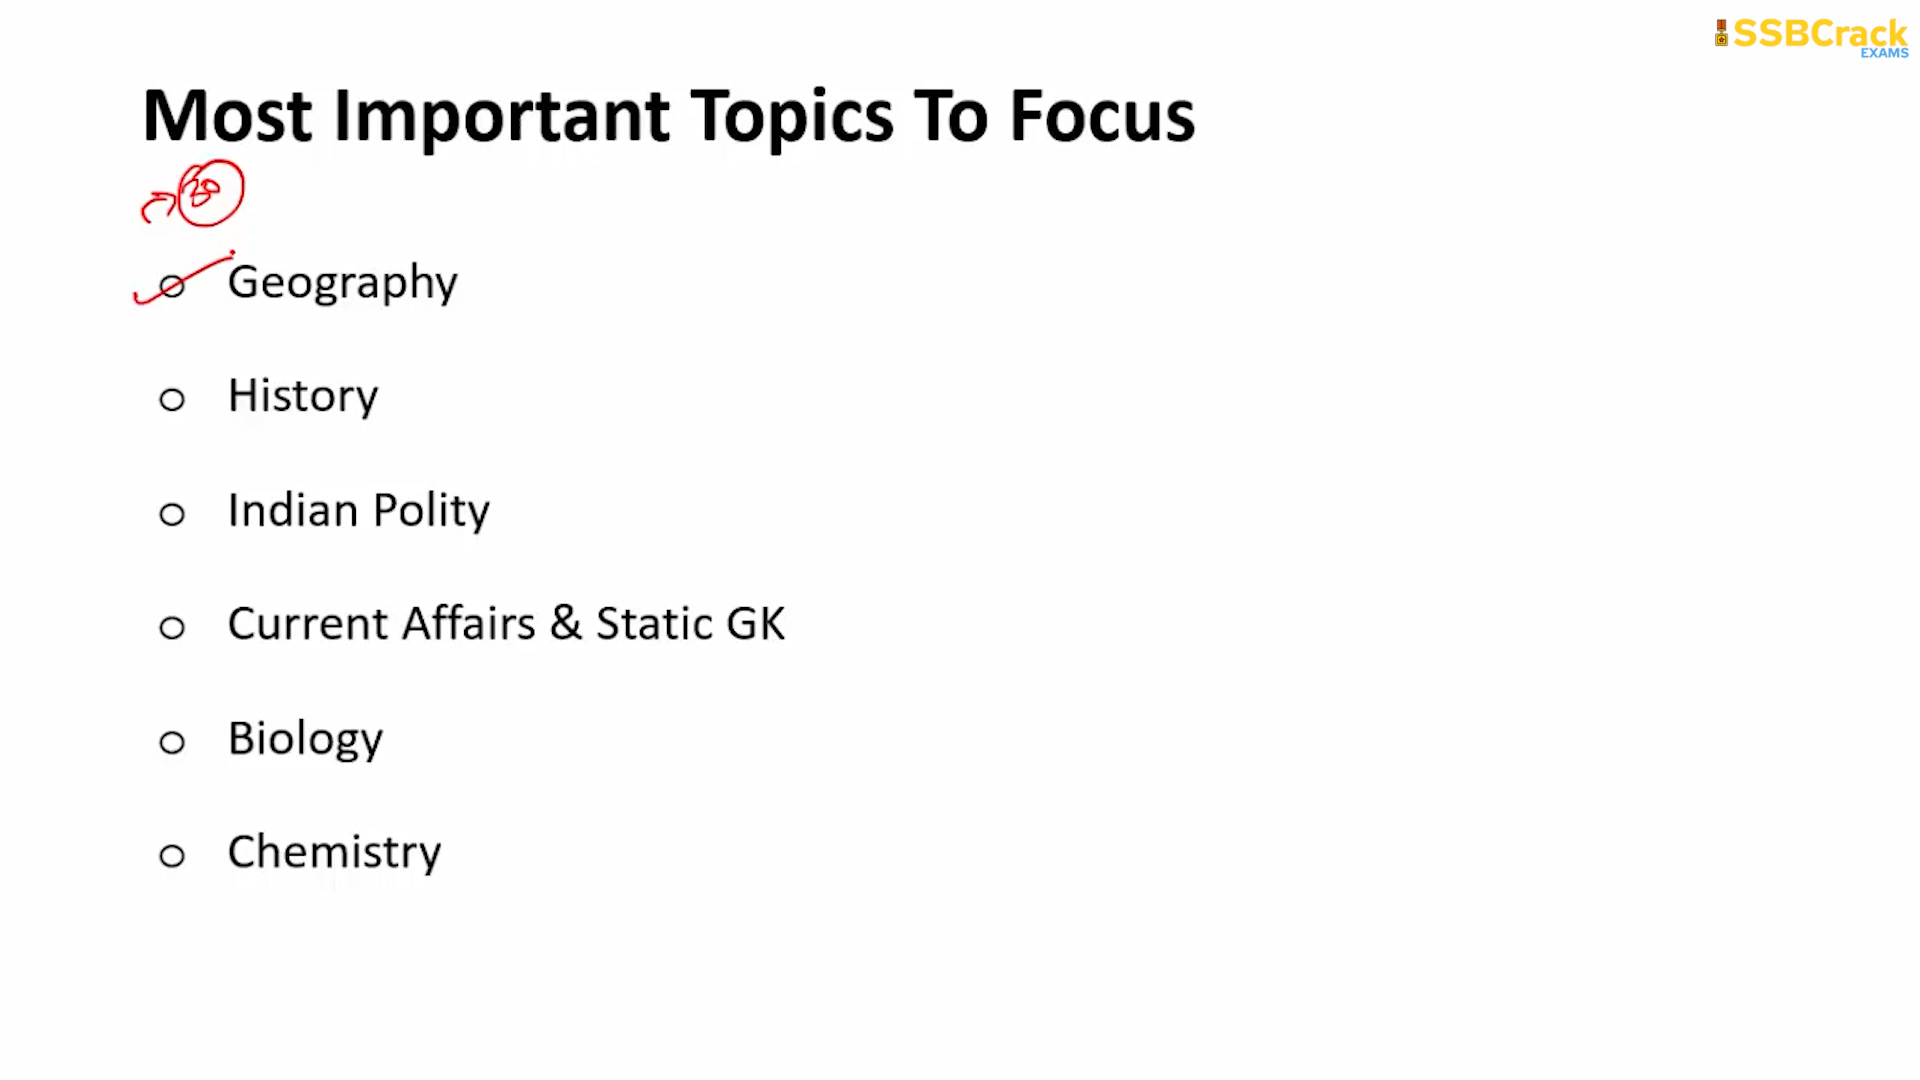 SSBCrack
EXAMS
Most Important Topics To Focus
Geography
History
Indian Polity
Current Affairs & Static GK
Biology
Chemistry